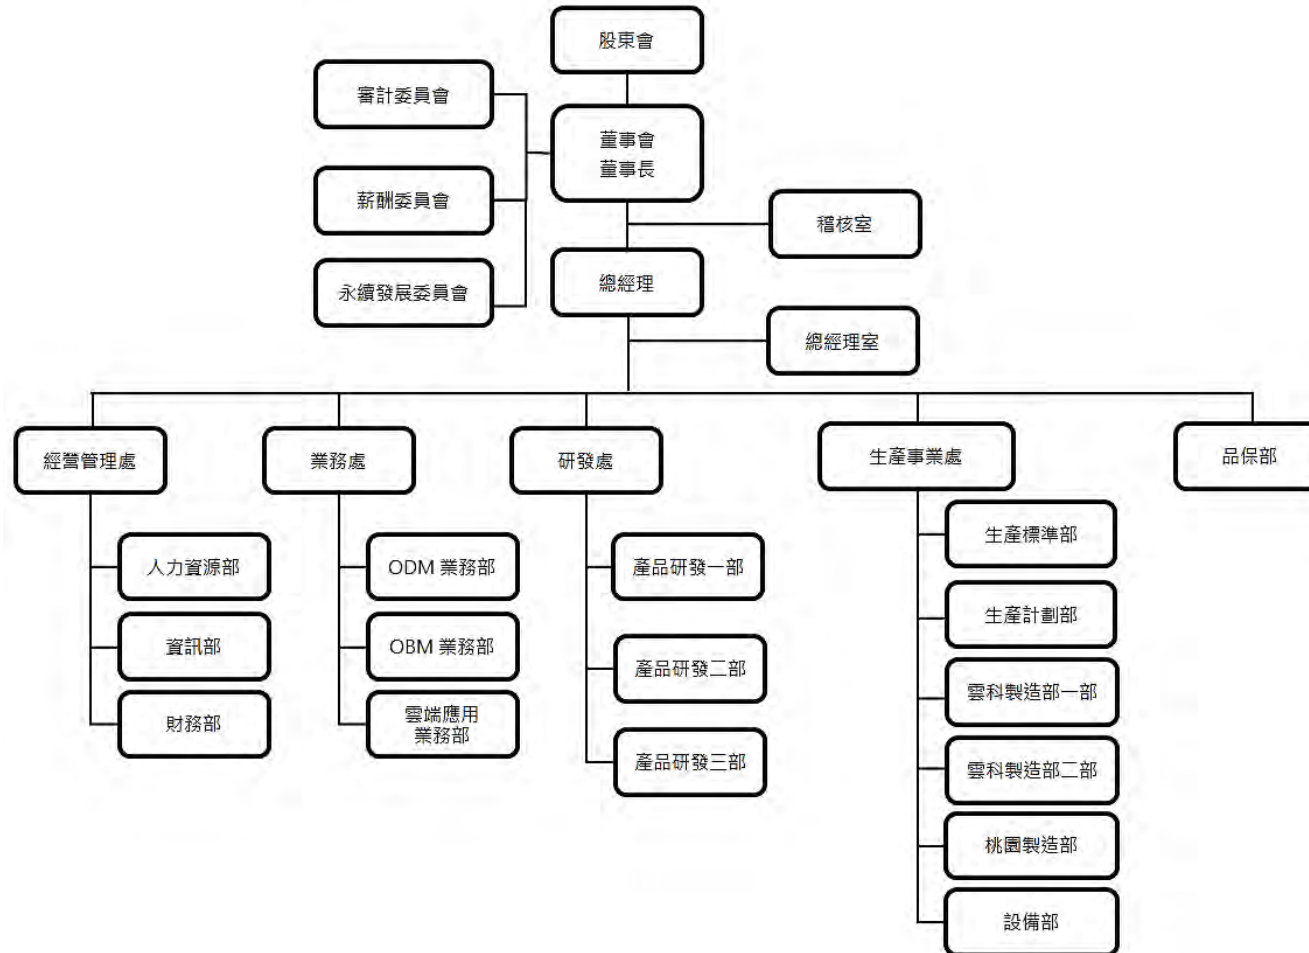 股東會
審計委員會
董事會
董事長
薪酬委員會
稽核室
總經理
永續發展委員會
總經理室
經營管理處
業務處
研發處
生產事業處
品保部
人力資源部
資訊部
財務部
ODM 業務部
OBM 業務部
雲端應用
業務部
產品研發一部
產品研發二部
產品研發三部
生產標準部
生產計劃部
雲科製造部一部
雲科製造部二部
桃園製造部
設備部